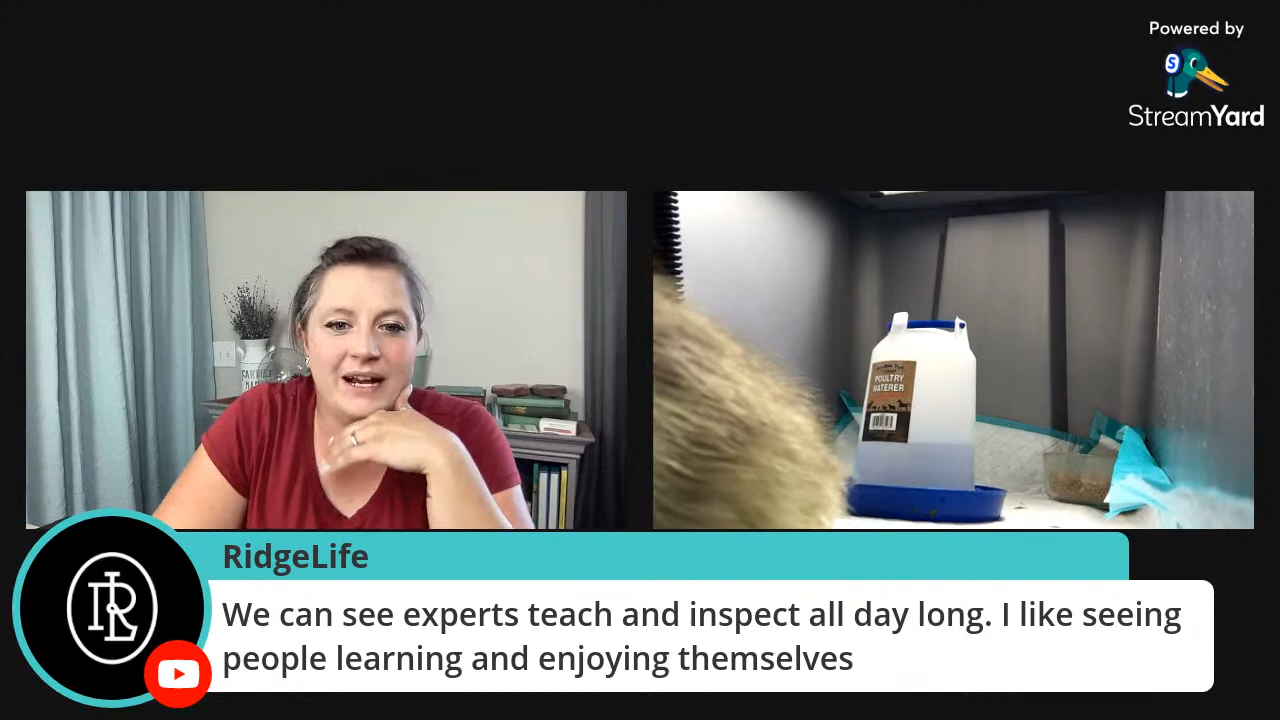 Powered by
StreamYard
POULTRY
WATERER
RidgeLife
We can see experts teach and inspect all day long. I like seeing
people learning and enjoying themselves